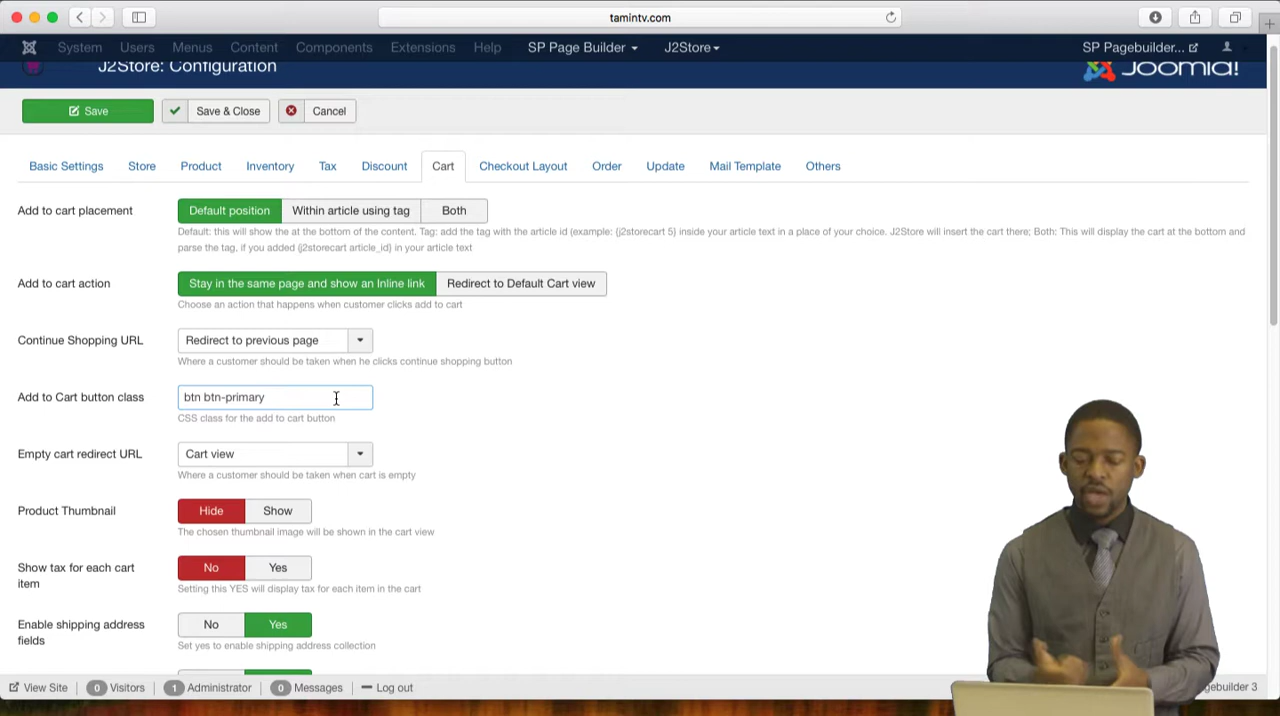 tamintv.com
System Users Menus Content Components Extensions Help SP Page Builder J2Store SP Pagebuilder...
J2Store: Configuration
Joomla!
Save Save & Close Cancel
Basic Settings Store Product Inventory Tax Discount Cart Checkout Layout Order Update Mail Template Others
Add to cart placement Default position Within article using tag Both
Default: this will show the at the bottom of the content. Tag: add the tag with the article id (example: {j2storecart 5} inside your article text in a place of your choice. J2Store will insert the cart there; Both: This will display the cart at the bottom and
parse the tag, if you added {j2storecart article_id} in your article text
Add to cart action Stay in the same page and show an Inline link Redirect to Default Cart view
Choose an action that happens when customer clicks add to cart
Continue Shopping URL Redirect to previous page
Where a customer should be taken when he clicks continue shopping button
Add to Cart button class btn btn-primary
CSS class for the add to cart button
Empty cart redirect URL Cart view
Where a customer should be taken when cart is empty
Product Thumbnail Hide Show
The chosen thumbnail image will be shown in the cart view
Show tax for each cart
item No Yes
Setting this YES will display tax for each item in the cart
Enable shipping address
fields No Yes
Set yes to enable shipping address collection
View Site 0 Visitors 1 Administrator 0 Messages Log out gebuilder 3